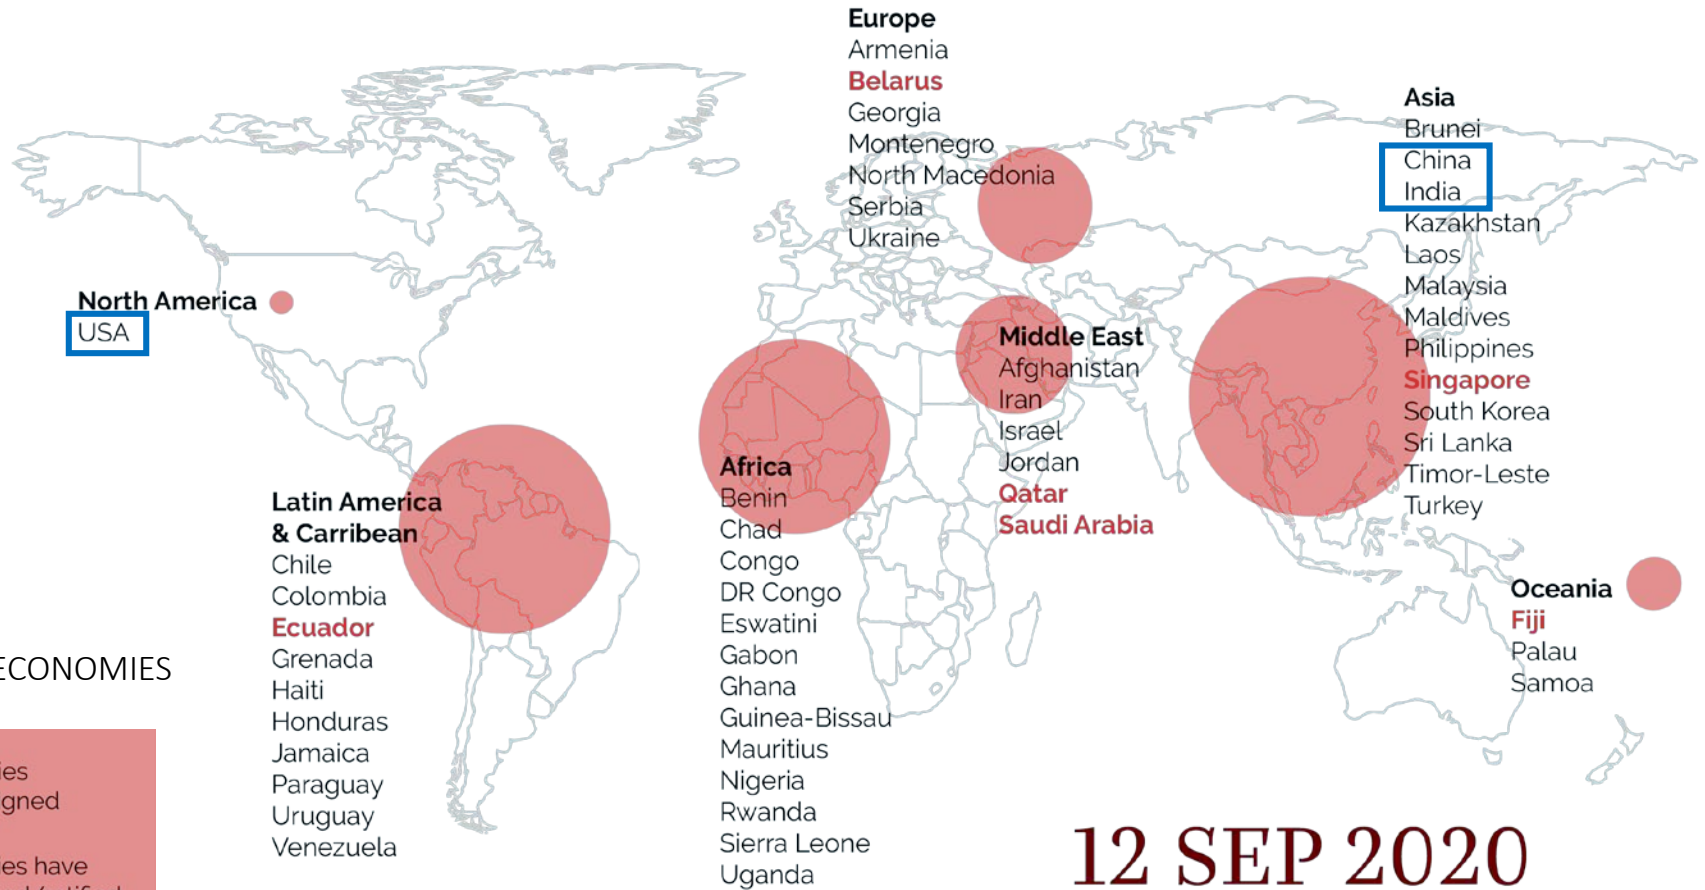 Europe
Armenia
Belarus
Georgia
Montenegro
North Macedonia
Serbia
Ukraine
Asia
Brunei
China
India
Kazakhstan
Laos
Malaysia
Maldives
Philippines
Singapore
South Korea
Sri Lanka
Timor-Leste
Turkey
North America
USA
Middle East
Afghanistan
Iran
Israel
Jordan
Qatar
Saudi Arabia
Africa
Benin
Chad
Congo
DR Congo
Eswatini
Gabon
Ghana
Guinea-Bissau
Mauritius
Nigeria
Rwanda
Sierra Leone
Uganda
Latin America
& Carribean
Chile
Colombia
Ecuador
Grenada
Haiti
Honduras
Jamaica
Paraguay
Uruguay
Venezuela
Oceania
Fiji
Palau
Samoa
ECONOMIES
ies
gned
ies have
12 SEP 2020